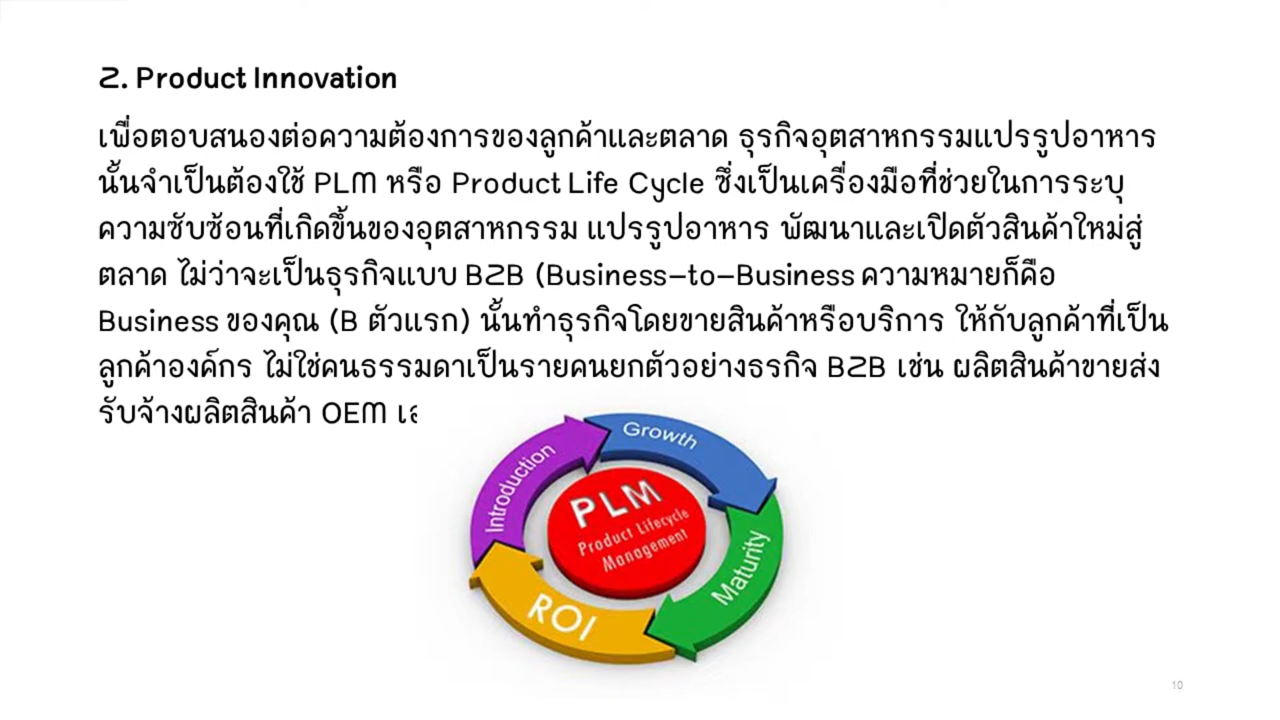 2. Product Innovation
เพื่อตอบสนองต่อความต้องการของลูกค้าและตลาด ธุรกิจอุตสาหกรรมแปรรูปอาหาร
นั้นจำเป็นต้องใช้ PLM หรือ Product Life Cycle ซึ่งเป็นเครื่องมือที่ช่วยในการระบุ
ความซับซ้อนที่เกิดขึ้นของอุตสาหกรรม แปรรูปอาหาร พัฒนาและเปิดตัวสินค้าใหม่สู่
ตลาด ไม่ว่าจะเป็นธุรกิจแบบ B2B (Business-to-Business ความหมายก็คือ
Business ของคุณ (B ตัวแรก) นั้นทำธุรกิจโดยขายสินค้าหรือบริการ ให้กับลูกค้าที่เป็น
ลูกค้าองค์กร ไม่ใช่คนธรรมดาเป็นรายคนยกตัวอย่างธรกิจ B2B เช่น ผลิตสินค้าขายส่ง
รับจ้างผลิตสินค้า OEM
Introduction
Growth
Maturity
ROI
PLM
Product Lifecycle
Management
10